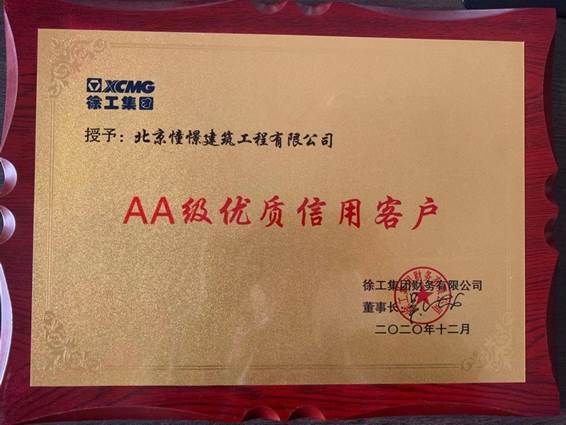 XCMG
徐工集团
授予：北京憧憬建筑工程有限公司
AA级优质信用客户
徐工集团财务有限公司
董事长：
二〇二〇年十二月